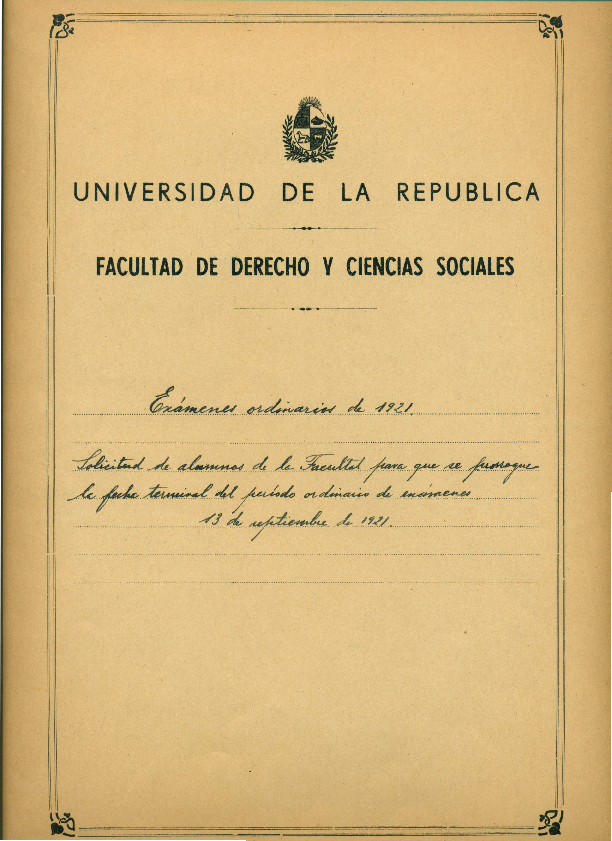 UNIVERSIDAD DE LA REPUBLICA
FACULTAD DE DERECHO Y CIENCIAS SOCIALES
Exámenes ordinarios de 1921.
Solicitud de alumnos de la Facultad para que se prorrogue
la fecha terminal del período ordinario de exámenes
13 de septiembre de 1921.